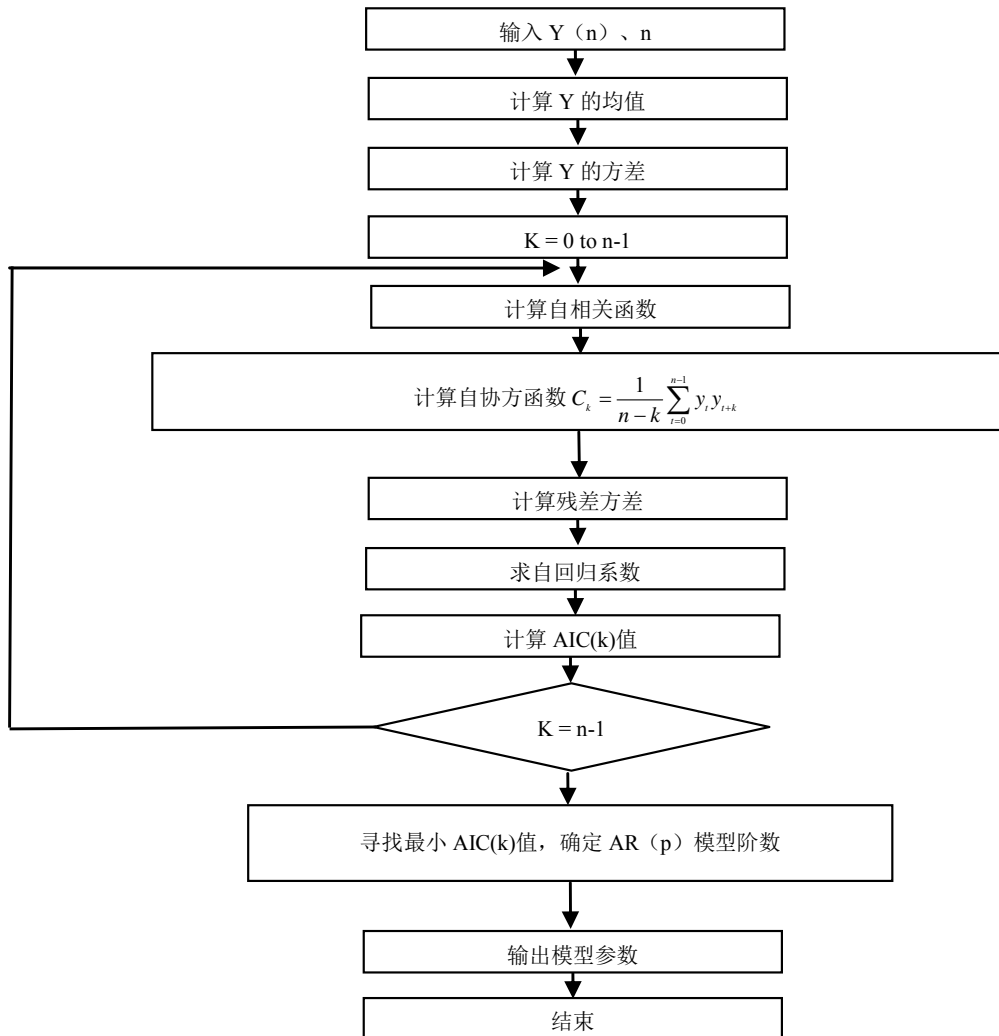 输入 Y（n）、n
计算 Y 的均值
计算 Y 的方差
K = 0 to n-1
计算自相关函数
计算自协方函数 $C_k = \frac{1}{n-k} \sum_{t=0}^{n-1} y_t y_{t+k}$
计算残差方差
求自回归系数
计算 AIC(k)值
K = n-1
寻找最小 AIC(k)值，确定 AR（p）模型阶数
输出模型参数
结束